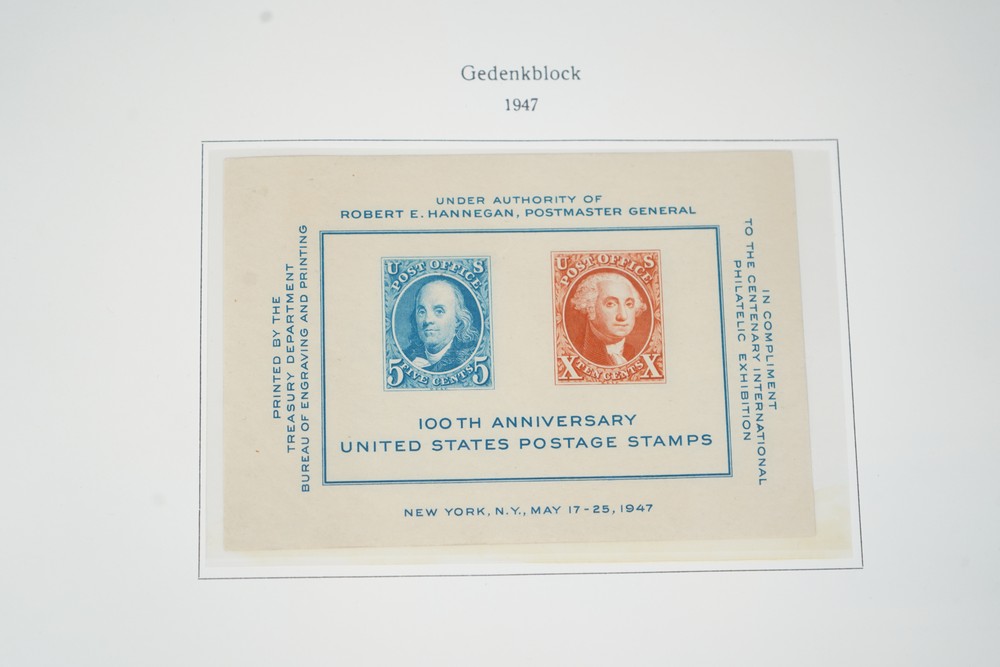 Gedenkblock
1947
UNDER AUTHORITY OF
ROBERT E. HANNEGAN, POSTMASTER GENERAL
PRINTED BY THE
TREASURY DEPARTMENT
BUREAU OF ENGRAVING AND PRINTING
U S
POST OFFICE
5 FIVE CENTS 5
U S
POST OFFICE
X TEN CENTS X
100TH ANNIVERSARY
UNITED STATES POSTAGE STAMPS
IN COMPLIMENT
TO THE CENTENARY INTERNATIONAL
PHILATELIC EXHIBITION
NEW YORK, N.Y., MAY 17-25, 1947